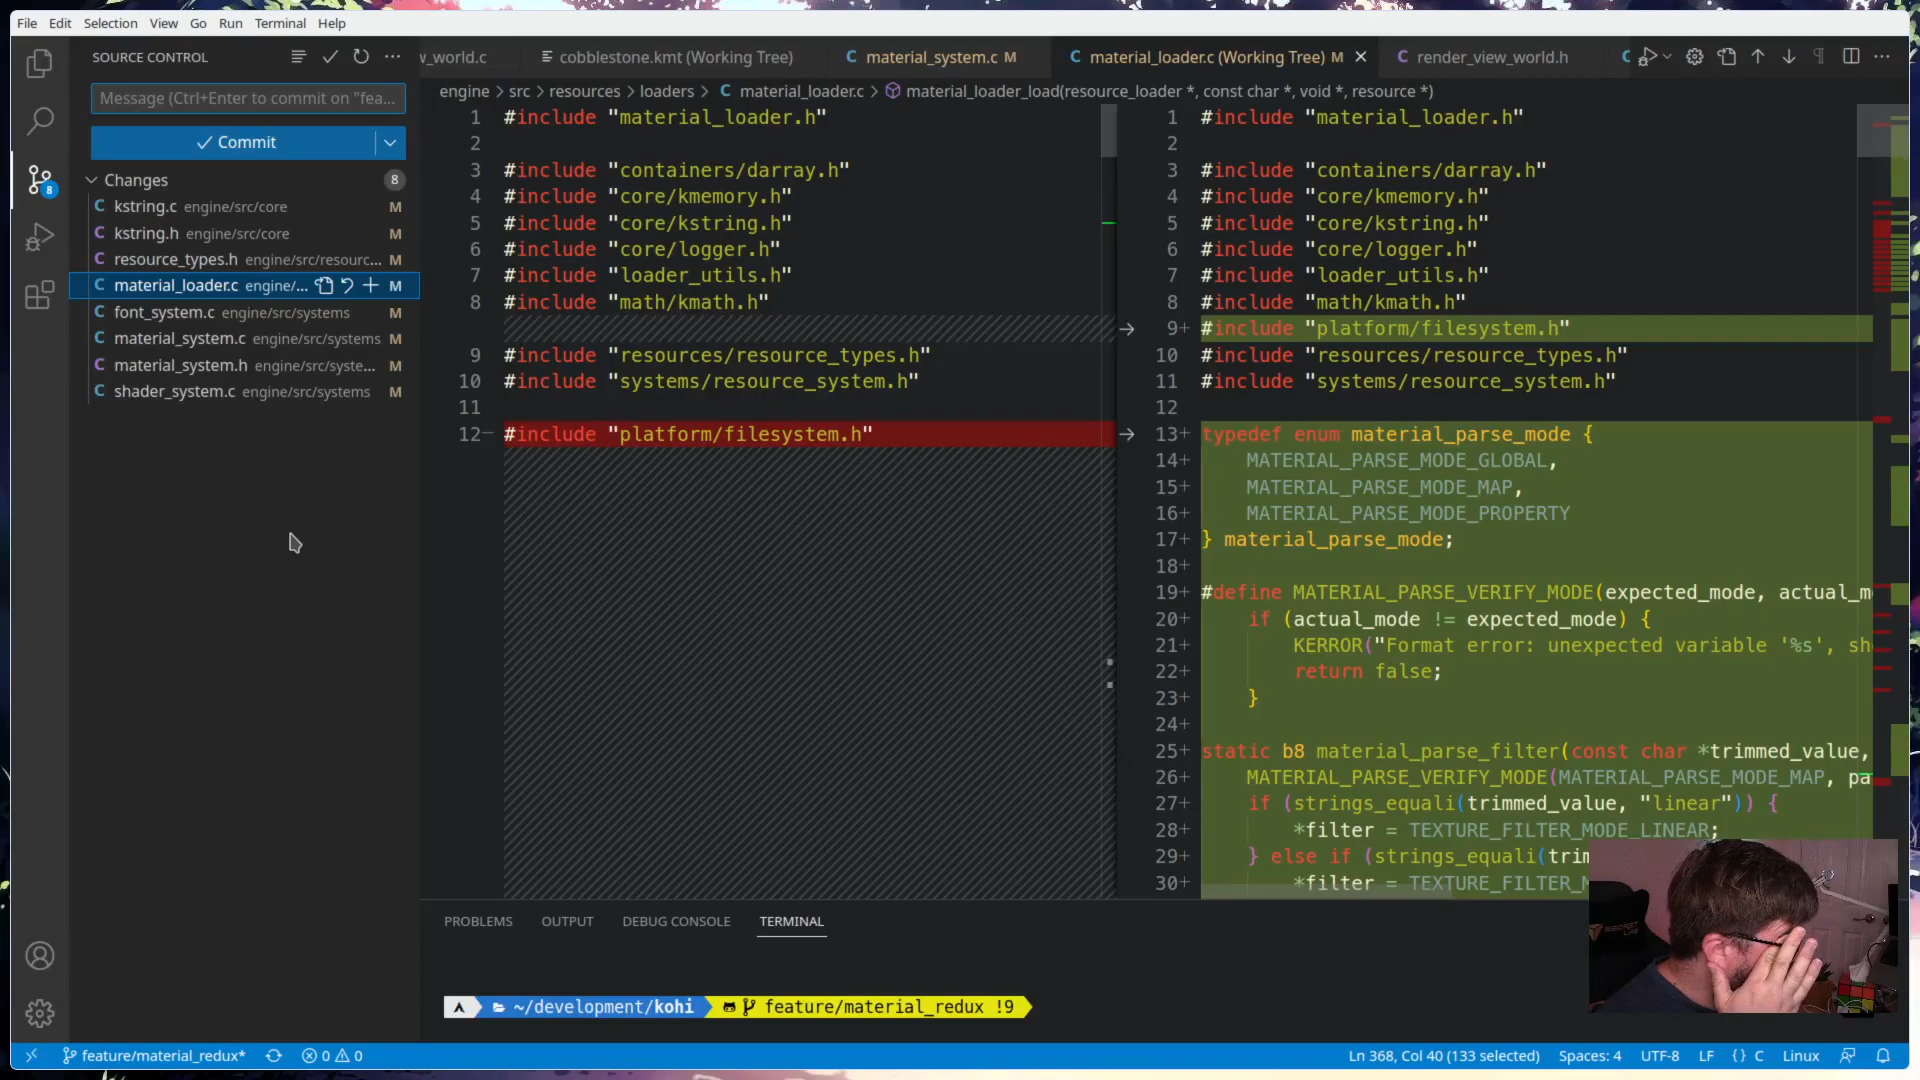 File Edit Selection View Go Run Terminal Help
SOURCE CONTROL
w_world.c
cobblestone.kmt (Working Tree)
C material_system.c M
C material_loader.c (Working Tree) M
C render_view_world.h
C
Message (Ctrl+Enter to commit on "fea...
Commit
Changes 8
8
C kstring.c engine/src/core M
C kstring.h engine/src/core M
C resource_types.h engine/src/resourc... M
C material_loader.c engine/... M
C font_system.c engine/src/systems M
C material_system.c engine/src/systems M
C material_system.h engine/src/syste... M
C shader_system.c engine/src/systems M
engine > src > resources > loaders > C material_loader.c > material_loader_load(resource_loader *, const char *, void *, resource *)
1 #include "material_loader.h"
2
3 #include "containers/darray.h"
4 #include "core/kmemory.h"
5 #include "core/kstring.h"
6 #include "core/logger.h"
7 #include "loader_utils.h"
8 #include "math/kmath.h"
9 #include "resources/resource_types.h"
10 #include "systems/resource_system.h"
11
12− #include "platform/filesystem.h"
1 #include "material_loader.h"
2
3 #include "containers/darray.h"
4 #include "core/kmemory.h"
5 #include "core/kstring.h"
6 #include "core/logger.h"
7 #include "loader_utils.h"
8 #include "math/kmath.h"
9+ #include "platform/filesystem.h"
10 #include "resources/resource_types.h"
11 #include "systems/resource_system.h"
12
13+ typedef enum material_parse_mode {
14+ MATERIAL_PARSE_MODE_GLOBAL,
15+ MATERIAL_PARSE_MODE_MAP,
16+ MATERIAL_PARSE_MODE_PROPERTY
17+ } material_parse_mode;
18+
19+ #define MATERIAL_PARSE_VERIFY_MODE(expected_mode, actual_m
20+ if (actual_mode != expected_mode) {
21+ KERROR("Format error: unexpected variable '%s', sh
22+ return false;
23+ }
24+
25+ static b8 material_parse_filter(const char *trimmed_value,
26+ MATERIAL_PARSE_VERIFY_MODE(MATERIAL_PARSE_MODE_MAP, pa
27+ if (strings_equali(trimmed_value, "linear")) {
28+ *filter = TEXTURE_FILTER_MODE_LINEAR;
29+ } else if (strings_equali(trim
30+ *filter = TEXTURE_FILTER_M
PROBLEMS OUTPUT DEBUG CONSOLE TERMINAL
~/development/kohi feature/material_redux !9
feature/material_redux* 0 0 Ln 368, Col 40 (133 selected) Spaces: 4 UTF-8 LF {} C Linux